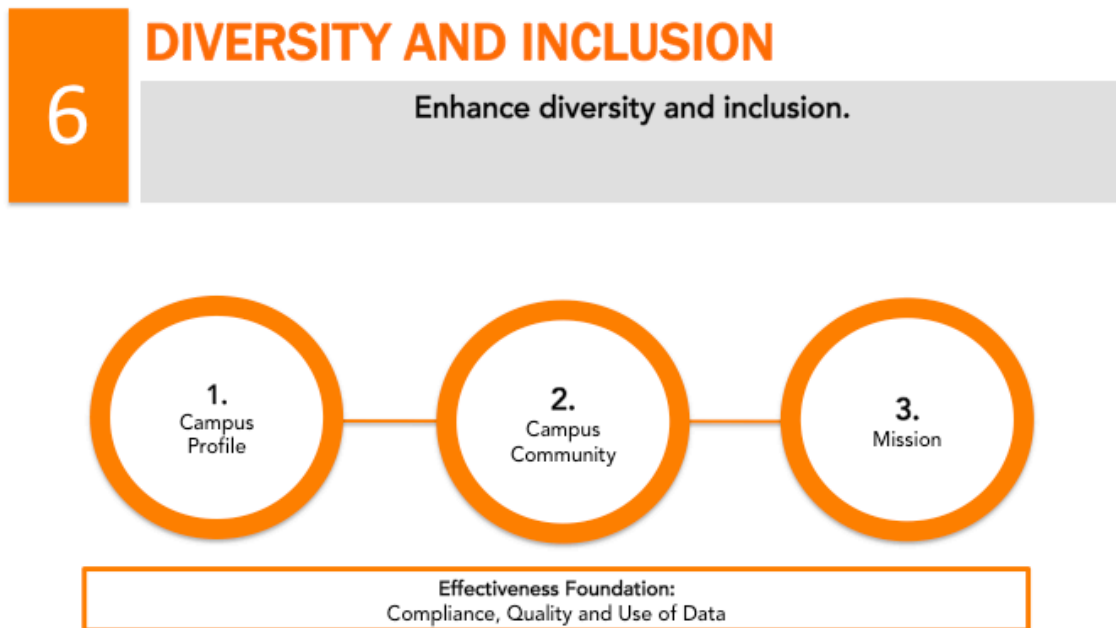 6
DIVERSITY AND INCLUSION
Enhance diversity and inclusion.
1.
Campus
Profile
2.
Campus
Community
3.
Mission
Effectiveness Foundation:
Compliance, Quality and Use of Data